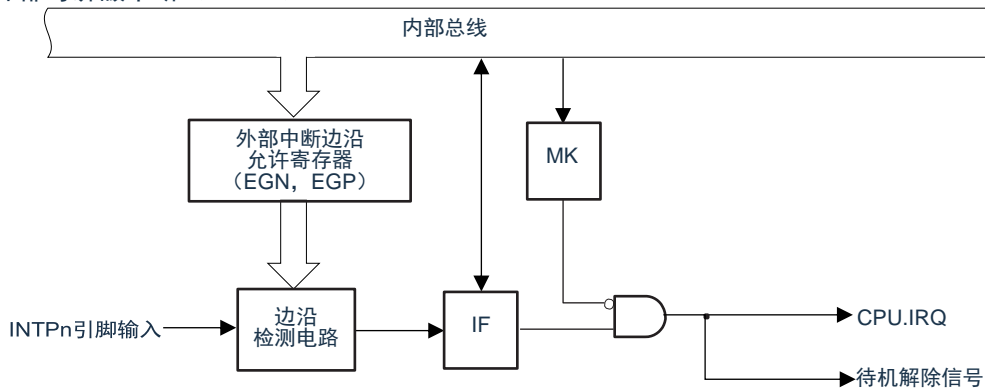 内部总线
外部中断边沿
允许寄存器
（EGN，EGP）
MK
INTPn引脚输入
边沿
检测电路
IF
CPU.IRQ
待机解除信号